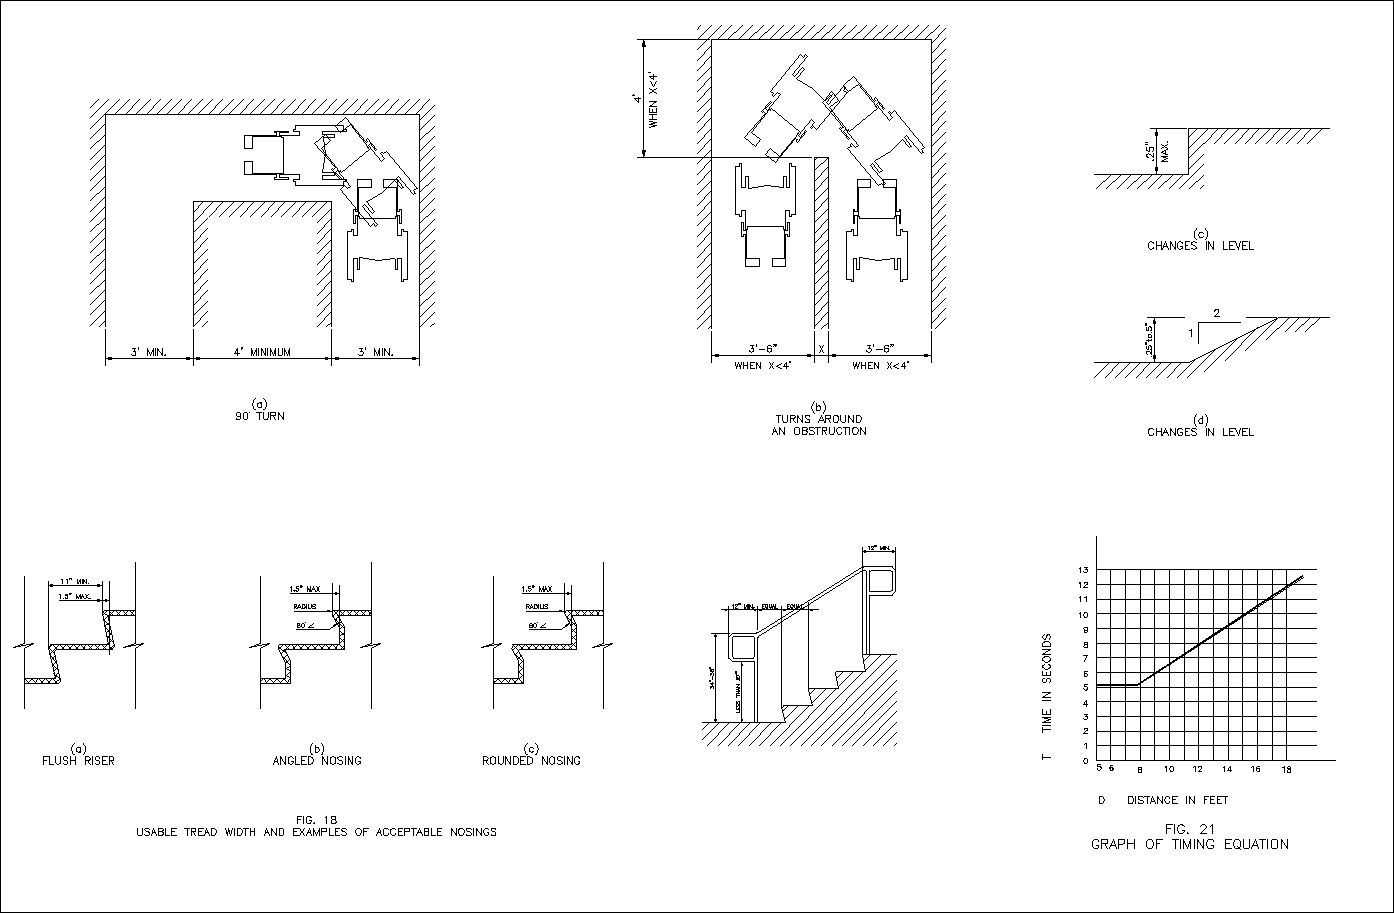 3' MIN.
4' MINIMUM
3' MIN.
(a)
90 TURN
4'
WHEN X<4'
3'-6"
X
3'-6"
WHEN X<4'
WHEN X<4'
(b)
TURNS AROUND
AN OBSTRUCTION
.25"
MAX.
(c)
CHANGES IN LEVEL
2
1
.25"to.5"
(d)
CHANGES IN LEVEL
11" MIN.
1.5" MAX.
(a)
FLUSH RISER
1.5" MAX
RADIUS
60 ∠
(b)
ANGLED NOSING
1.5" MAX
RADIUS
60 ∠
(c)
ROUNDED NOSING
FIG. 18
USABLE TREAD WIDTH AND EXAMPLES OF ACCEPTABLE NOSINGS
12" MIN.
12" MIN.
EQUAL
EQUAL
34"-38"
LESS THAN 27"
T TIME IN SECONDS
13
12
11
10
9
8
7
6
5
4
3
2
1
0
5 6 8 10 12 14 16 18
D DISTANCE IN FEET
FIG. 21
GRAPH OF TIMING EQUATION